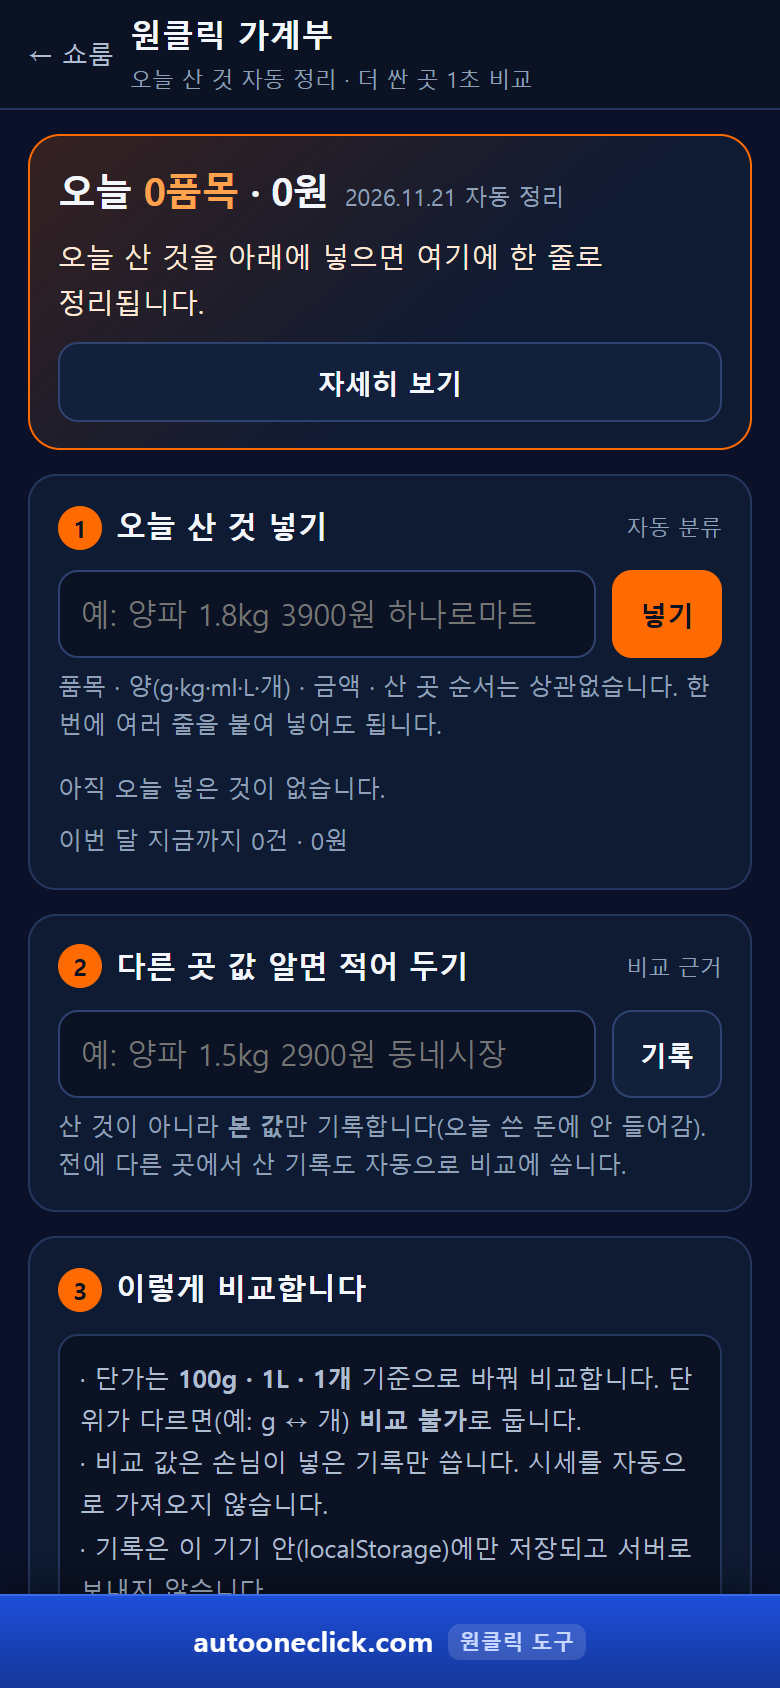 ← 쇼룸
원클릭 가계부
오늘 산 것 자동 정리 · 더 싼 곳 1초 비교
오늘 0품목 · 0원 2026.11.21 자동 정리
오늘 산 것을 아래에 넣으면 여기에 한 줄로
정리됩니다.
자세히 보기
1 오늘 산 것 넣기 자동 분류
예: 양파 1.8kg 3900원 하나로마트 넣기
품목 · 양(g·kg·ml·L·개) · 금액 · 산 곳 순서는 상관없습니다. 한
번에 여러 줄을 붙여 넣어도 됩니다.
아직 오늘 넣은 것이 없습니다.
이번 달 지금까지 0건 · 0원
2 다른 곳 값 알면 적어 두기 비교 근거
예: 양파 1.5kg 2900원 동네시장 기록
산 것이 아니라 본 값만 기록합니다(오늘 쓴 돈에 안 들어감).
전에 다른 곳에서 산 기록도 자동으로 비교에 씁니다.
3 이렇게 비교합니다
· 단가는 100g · 1L · 1개 기준으로 바꿔 비교합니다. 단
위가 다르면(예: g ↔ 개) 비교 불가로 둡니다.
· 비교 값은 손님이 넣은 기록만 씁니다. 시세를 자동으
로 가져오지 않습니다.
· 기록은 이 기기 안(localStorage)에만 저장되고 서버로
보내지 않습니다
autooneclick.com 원클릭 도구